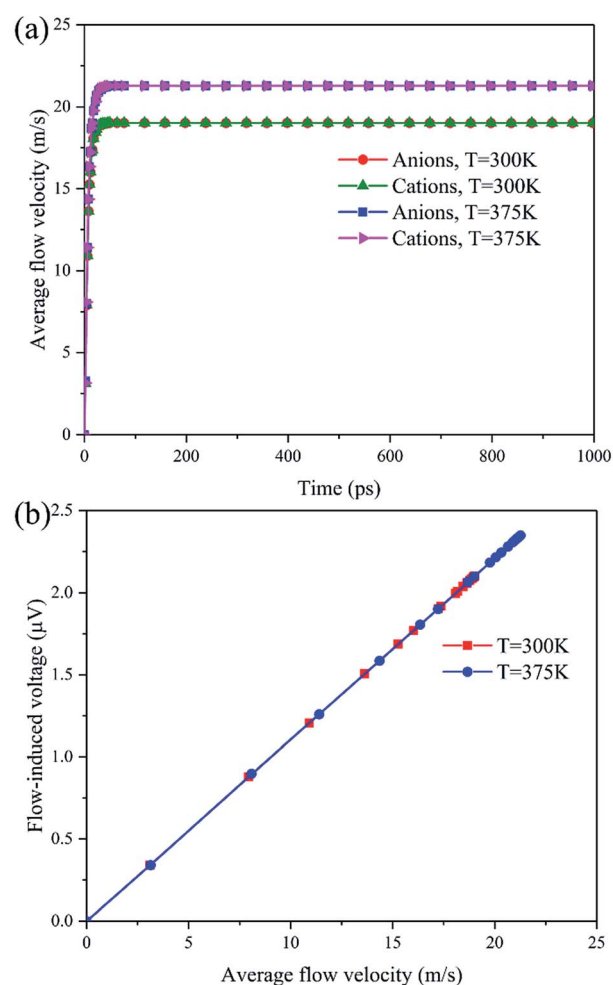 (a)
25
20
15
10
5
0
Average flow velocity (m/s)
Anions, T=300K
Cations, T=300K
Anions, T=375K
Cations, T=375K
0 200 400 600 800 1000
Time (ps)
(b)
2.5
2.0
1.5
1.0
0.5
0.0
Flow-induced voltage (µV)
T=300K
T=375K
0 5 10 15 20 25
Average flow velocity (m/s)